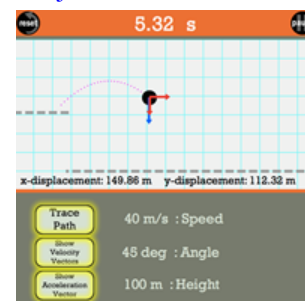 reset 5.32 s
x-displacement: 149.86 m y-displacement: 112.32 m
Trace
Path
40 m/s : Speed
Show
Velocity
Vectors
45 deg : Angle
Show
Acceleration
Vector
100 m : Height